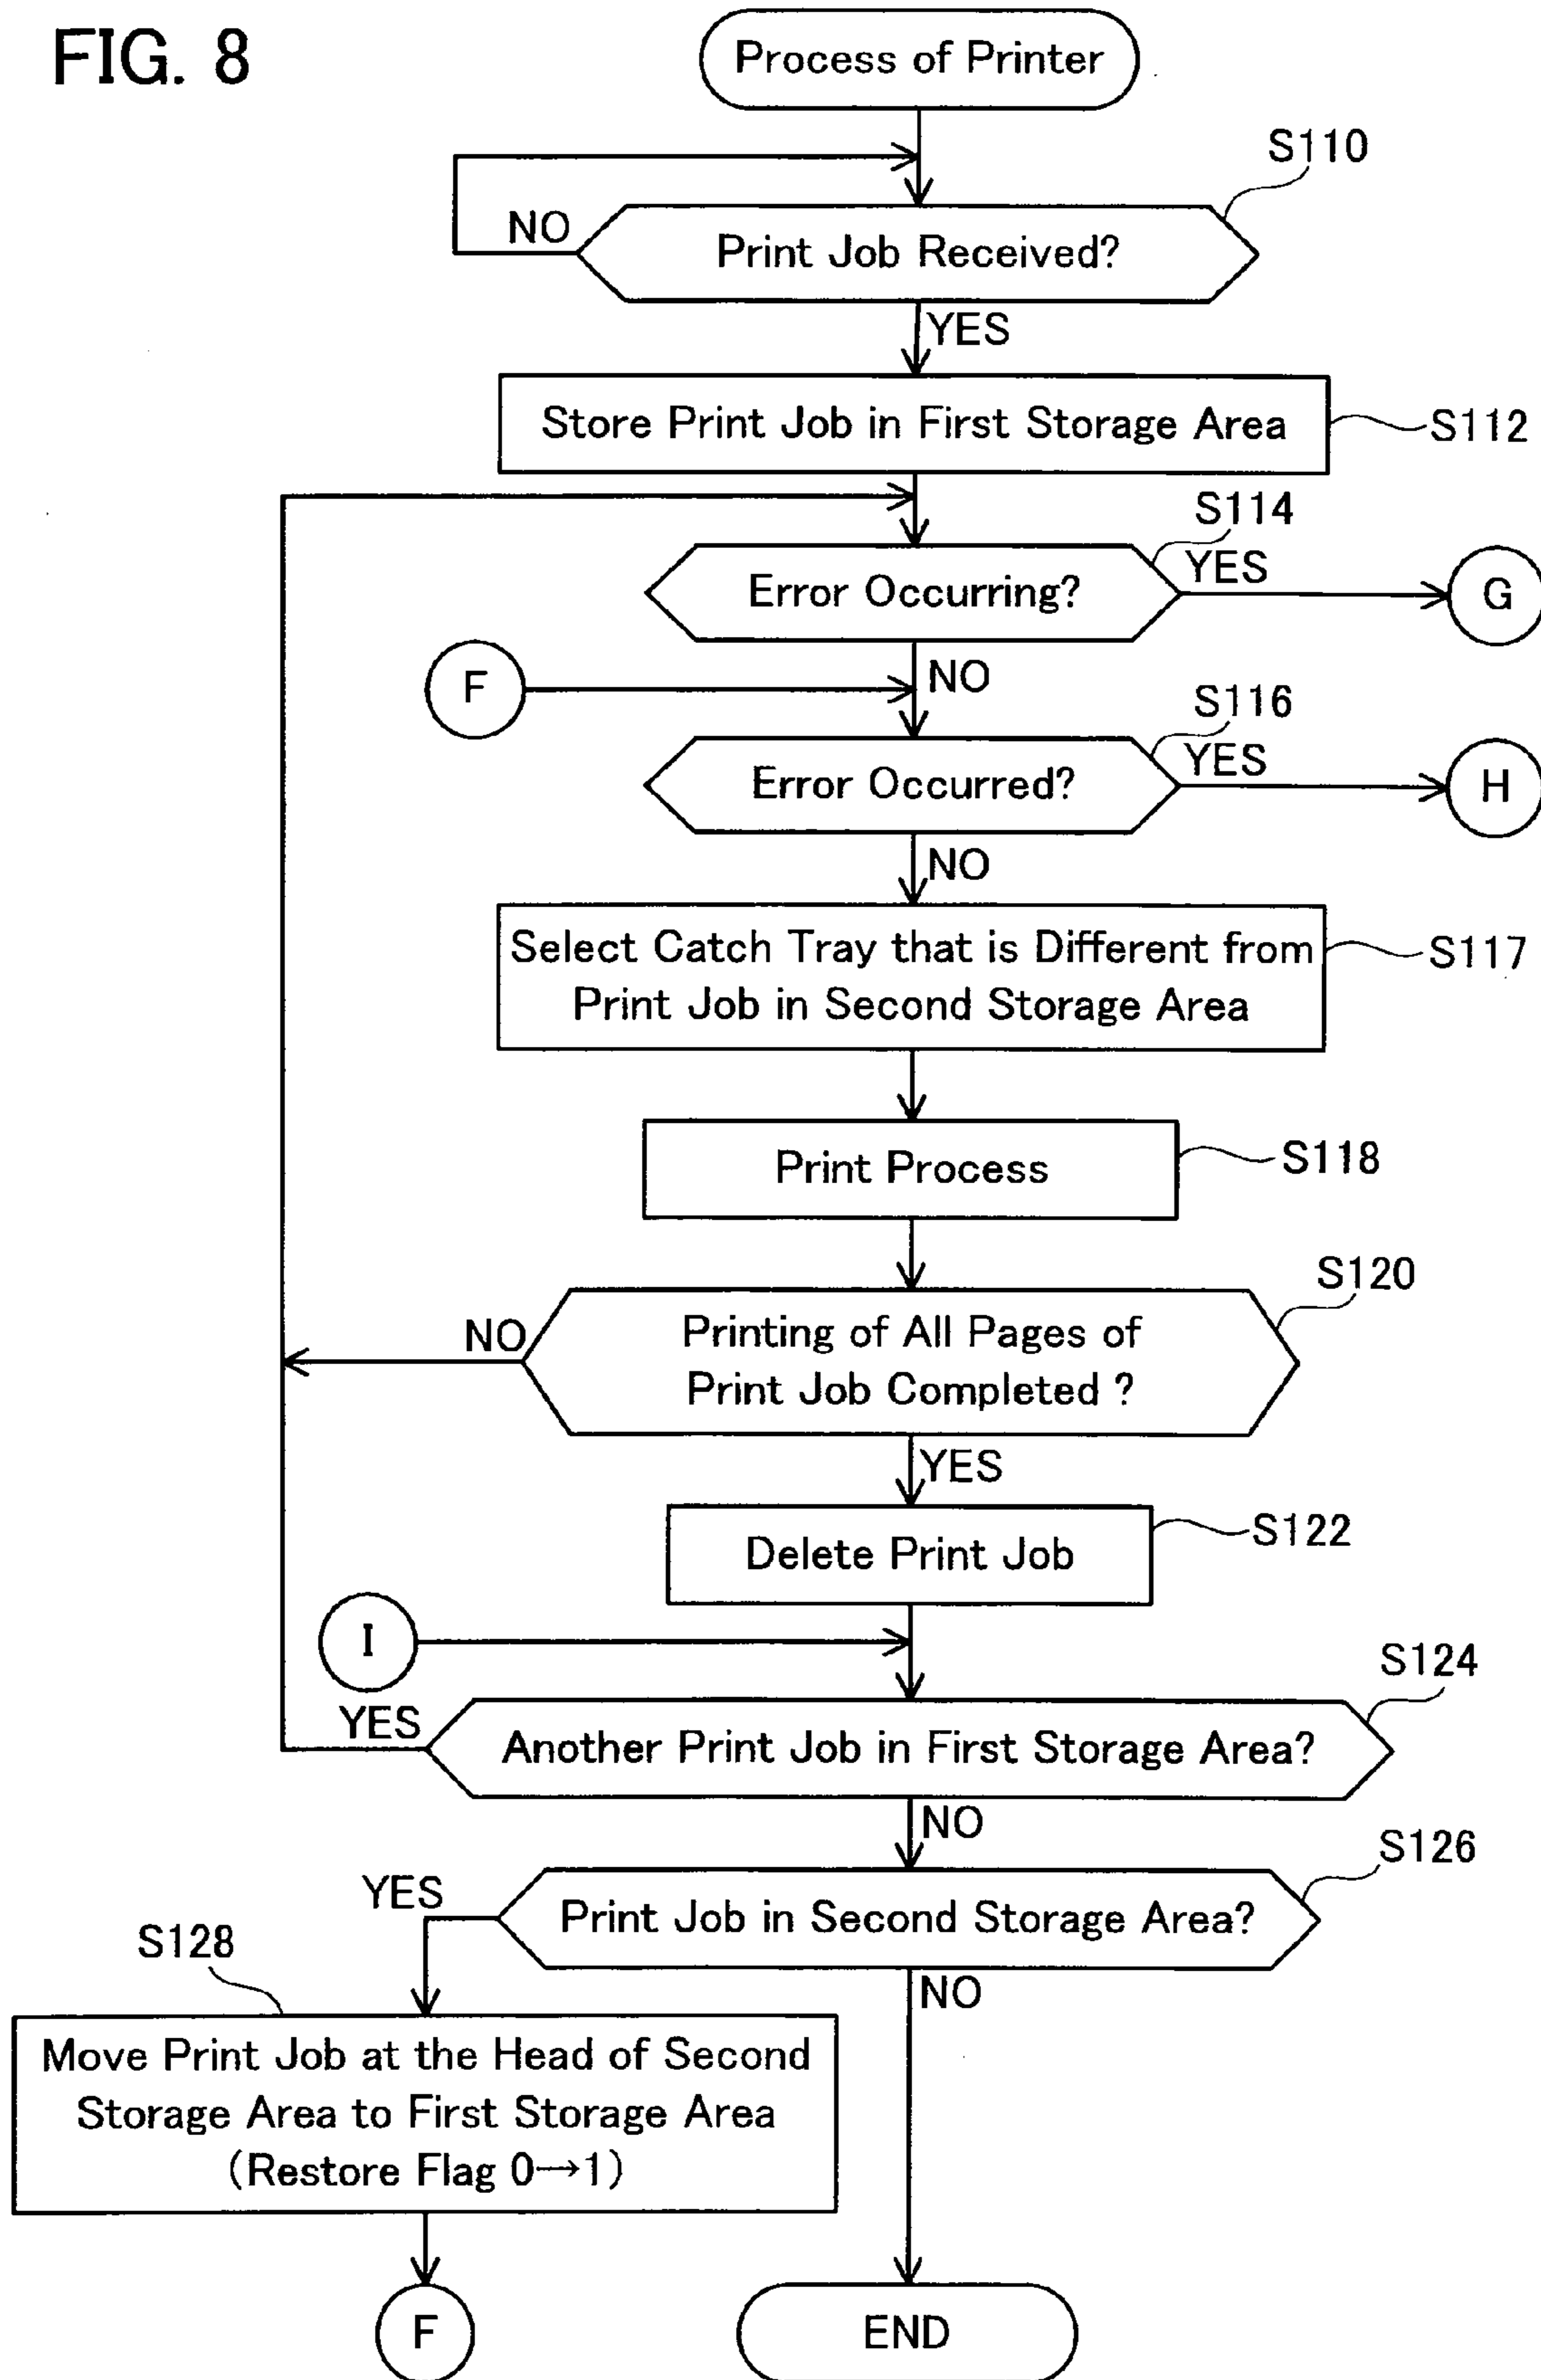 FIG. 8
Process of Printer
S110
NO
Print Job Received?
YES
Store Print Job in First Storage Area
S112
S114
Error Occurring?
YES
G
F
NO
S116
Error Occurred?
YES
H
NO
Select Catch Tray that is Different from
Print Job in Second Storage Area
S117
Print Process
S118
S120
NO
Printing of All Pages of
Print Job Completed ?
YES
Delete Print Job
S122
I
S124
YES
Another Print Job in First Storage Area?
NO
S126
YES
Print Job in Second Storage Area?
S128
NO
Move Print Job at the Head of Second
Storage Area to First Storage Area
(Restore Flag 0→1)
F
END